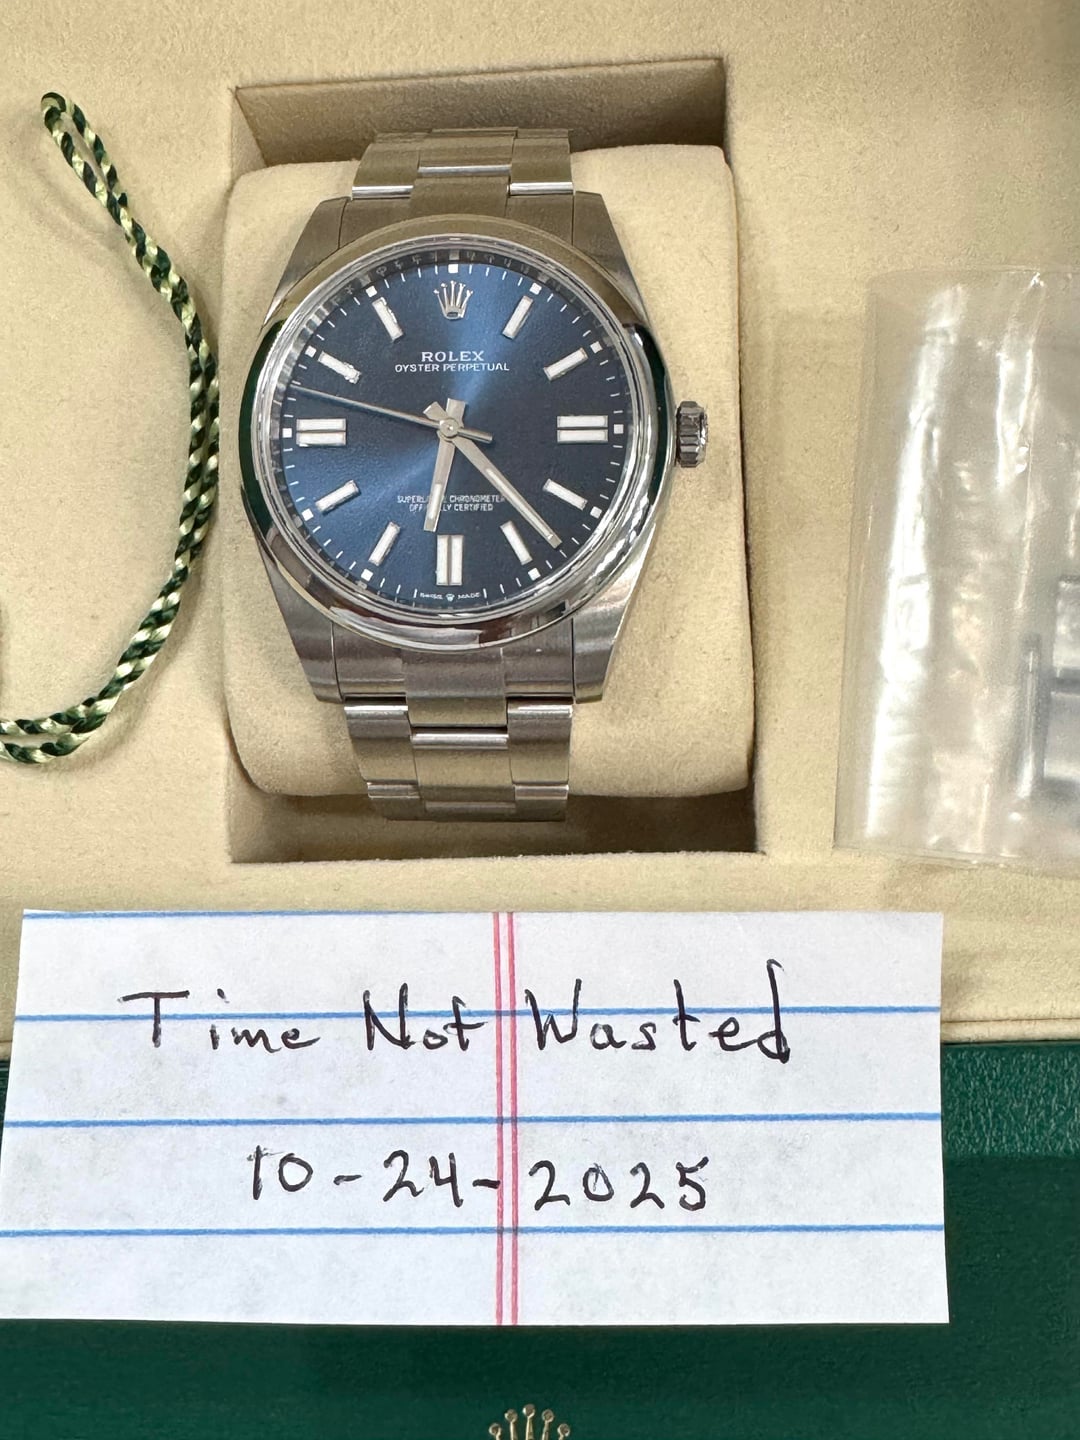 ROLEX
OYSTER PERPETUAL
SUPERLATIVE CHRONOMETER
OFFICIALLY CERTIFIED
SWISS MADE
Time Not Wasted
10-24-2025